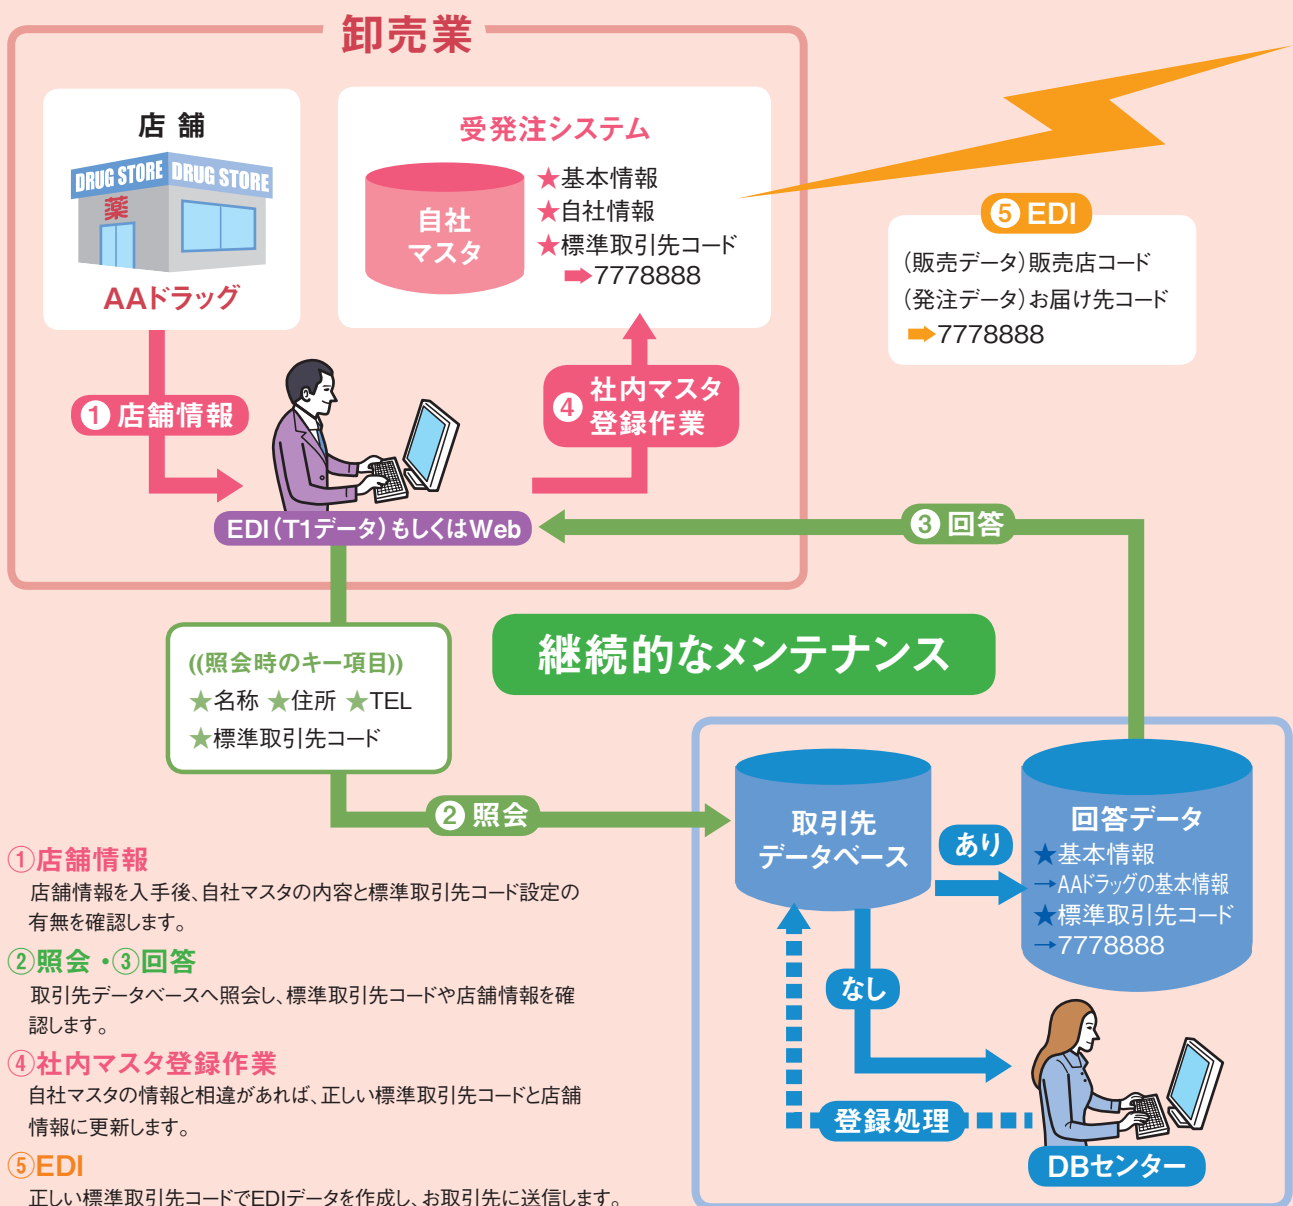 卸売業
店舗
DRUG STORE
DRUG STORE
薬
AAドラッグ
受発注システム
自社
マスタ
★基本情報
★自社情報
★標準取引先コード
➡7778888
⑤EDI
(販売データ)販売店コード
(発注データ)お届け先コード
➡7778888
①店舗情報
④社内マスタ
登録作業
EDI(T1データ)もしくはWeb
③回答
((照会時のキー項目))
★名称 ★住所 ★TEL
★標準取引先コード
継続的なメンテナンス
②照会
取引先
データベース
あり
回答データ
★基本情報
→AAドラッグの基本情報
★標準取引先コード
→7778888
なし
登録処理
DBセンター
①店舗情報
店舗情報を入手後、自社マスタの内容と標準取引先コード設定の
有無を確認します。
②照会・③回答
取引先データベースへ照会し、標準取引先コードや店舗情報を確
認します。
④社内マスタ登録作業
自社マスタの情報と相違があれば、正しい標準取引先コードと店舗
情報に更新します。
⑤EDI
正しい標準取引先コードでEDIデータを作成し、お取引先に送信します。